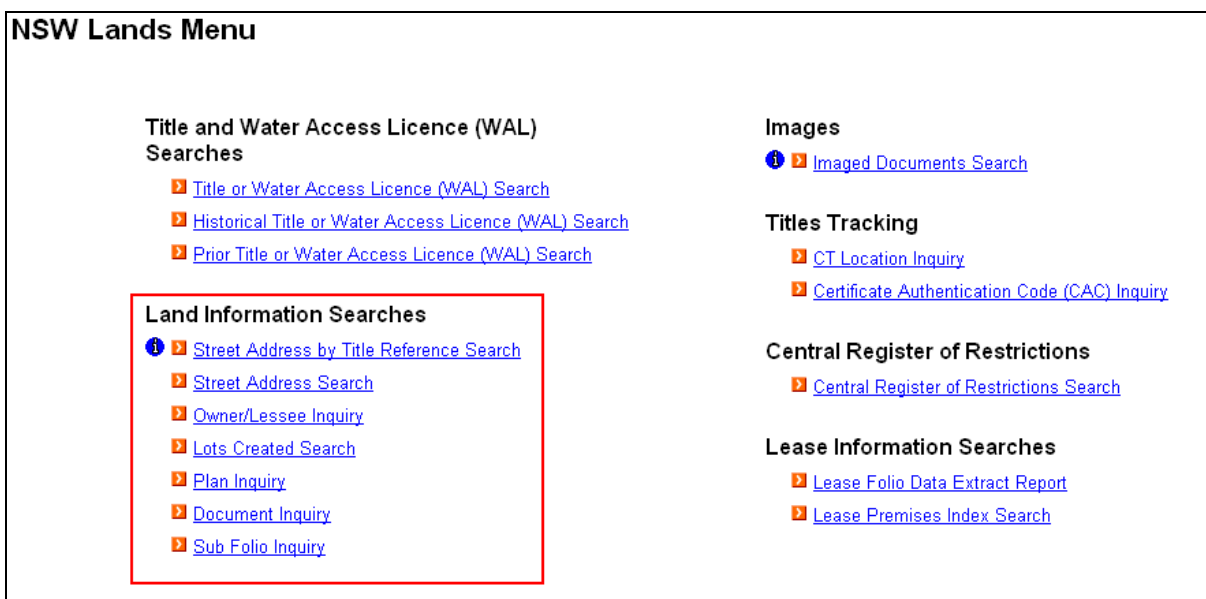 NSW Lands Menu
Title and Water Access Licence (WAL)
Searches
Title or Water Access Licence (WAL) Search
Historical Title or Water Access Licence (WAL) Search
Prior Title or Water Access Licence (WAL) Search
Land Information Searches
Street Address by Title Reference Search
Street Address Search
Owner/Lessee Inquiry
Lots Created Search
Plan Inquiry
Document Inquiry
Sub Folio Inquiry
Images
Imaged Documents Search
Titles Tracking
CT Location Inquiry
Certificate Authentication Code (CAC) Inquiry
Central Register of Restrictions
Central Register of Restrictions Search
Lease Information Searches
Lease Folio Data Extract Report
Lease Premises Index Search